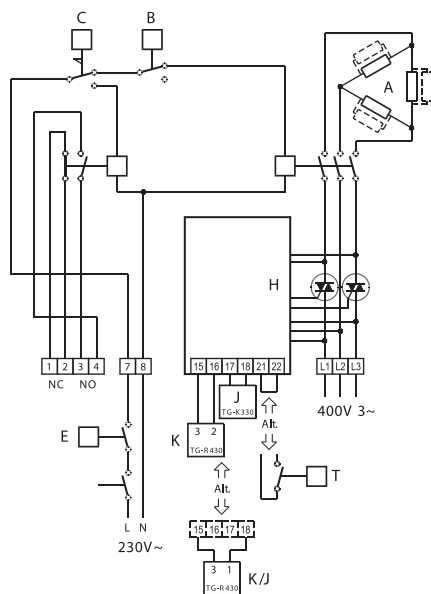 C B
A
H
15 16 17 18 21 22
1 2 3 4 7 8
NC NO
L1 L2 L3
400V 3~
J
TG-K330
K
3 2
TG-R430
Alt.
E
T
Alt.
L N
230V~
15 16 17 18
3 1
TG-R430
K/J